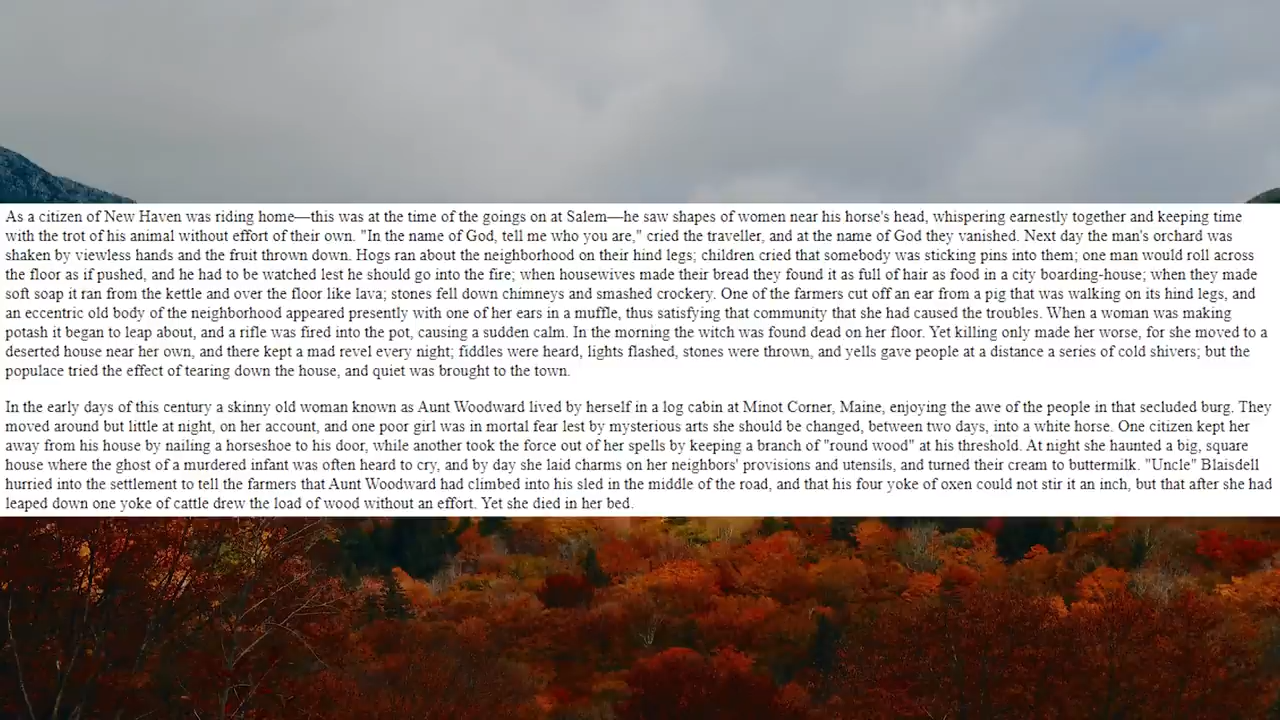 As a citizen of New Haven was riding home—this was at the time of the goings on at Salem—he saw shapes of women near his horse's head, whispering earnestly together and keeping time
with the trot of his animal without effort of their own. "In the name of God, tell me who you are," cried the traveller, and at the name of God they vanished. Next day the man's orchard was
shaken by viewless hands and the fruit thrown down. Hogs ran about the neighborhood on their hind legs; children cried that somebody was sticking pins into them; one man would roll across
the floor as if pushed, and he had to be watched lest he should go into the fire; when housewives made their bread they found it as full of hair as food in a city boarding-house; when they made
soft soap it ran from the kettle and over the floor like lava; stones fell down chimneys and smashed crockery. One of the farmers cut off an ear from a pig that was walking on its hind legs, and
an eccentric old body of the neighborhood appeared presently with one of her ears in a muffle, thus satisfying that community that she had caused the troubles. When a woman was making
potash it began to leap about, and a rifle was fired into the pot, causing a sudden calm. In the morning the witch was found dead on her floor. Yet killing only made her worse, for she moved to a
deserted house near her own, and there kept a mad revel every night; fiddles were heard, lights flashed, stones were thrown, and yells gave people at a distance a series of cold shivers; but the
populace tried the effect of tearing down the house, and quiet was brought to the town.
In the early days of this century a skinny old woman known as Aunt Woodward lived by herself in a log cabin at Minot Corner, Maine, enjoying the awe of the people in that secluded burg. They
moved around but little at night, on her account, and one poor girl was in mortal fear lest by mysterious arts she should be changed, between two days, into a white horse. One citizen kept her
away from his house by nailing a horseshoe to his door, while another took the force out of her spells by keeping a branch of "round wood" at his threshold. At night she haunted a big, square
house where the ghost of a murdered infant was often heard to cry, and by day she laid charms on her neighbors' provisions and utensils, and turned their cream to buttermilk. "Uncle" Blaisdell
hurried into the settlement to tell the farmers that Aunt Woodward had climbed into his sled in the middle of the road, and that his four yoke of oxen could not stir it an inch, but that after she had
leaped down one yoke of cattle drew the load of wood without an effort. Yet she died in her bed.